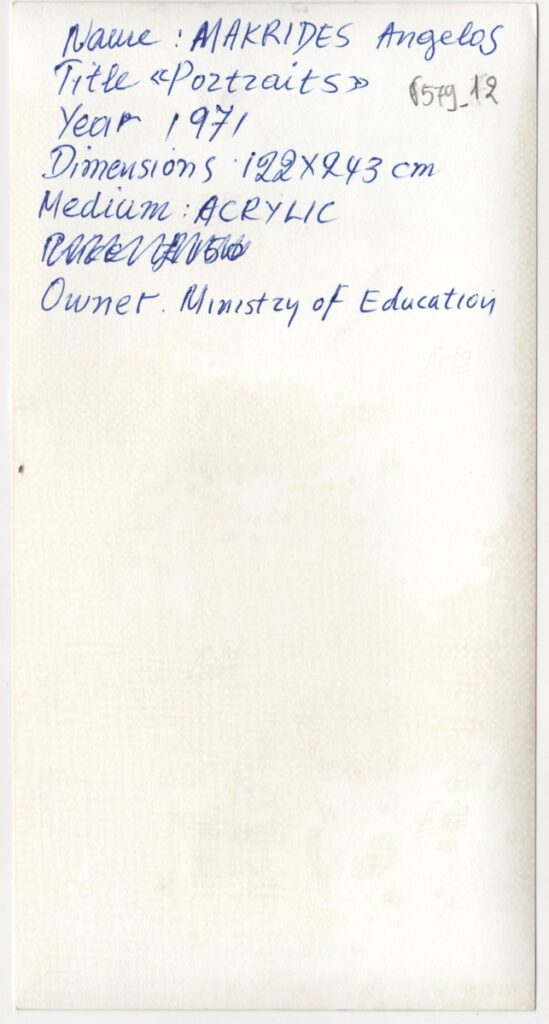 Name : MAKRIDES Angelos
Title «Portraits»
6579_12
Year 1971
Dimensions 122X243 cm
Medium : ACRYLIC
Owner. Ministry of Education